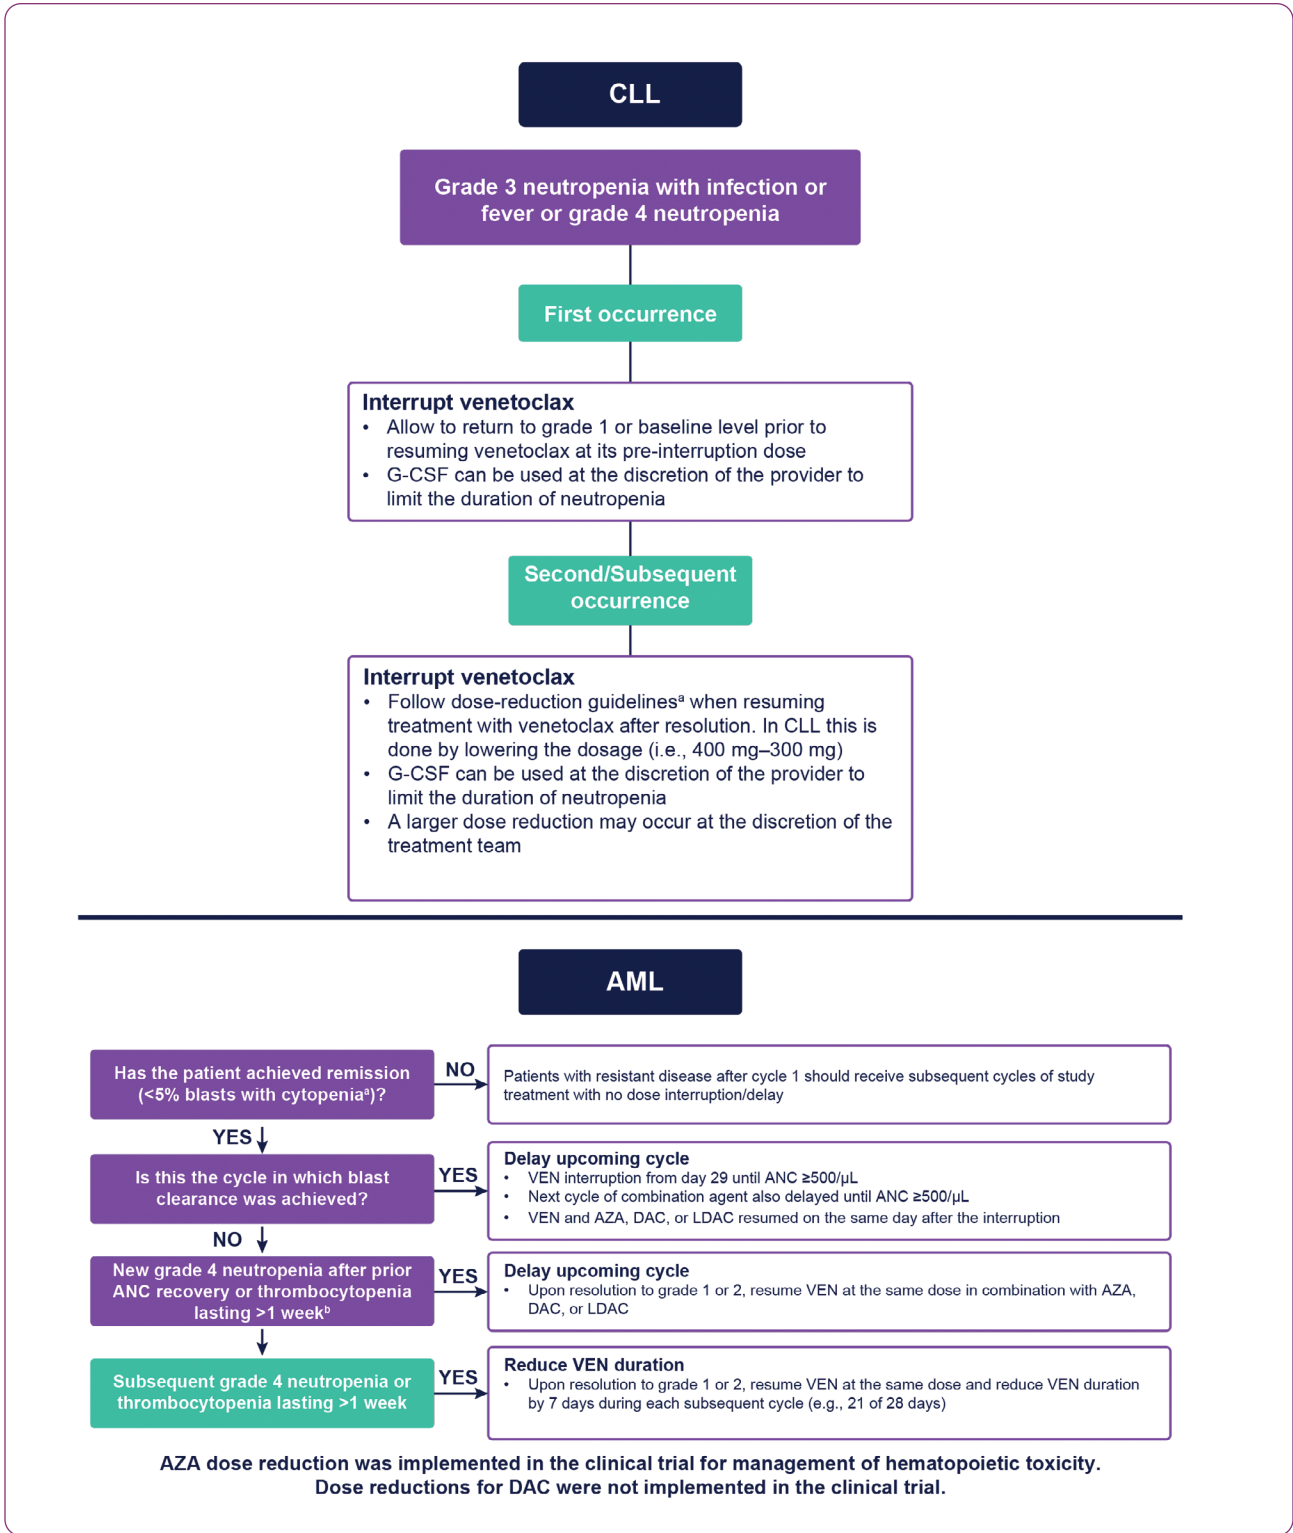 CLL
Grade 3 neutropenia with infection or
fever or grade 4 neutropenia
First occurrence
Interrupt venetoclax
• Allow to return to grade 1 or baseline level prior to
resuming venetoclax at its pre-interruption dose
• G-CSF can be used at the discretion of the provider to
limit the duration of neutropenia
Second/Subsequent
occurrence
Interrupt venetoclax
• Follow dose-reduction guidelinesᵃ when resuming
treatment with venetoclax after resolution. In CLL this is
done by lowering the dosage (i.e., 400 mg–300 mg)
• G-CSF can be used at the discretion of the provider to
limit the duration of neutropenia
• A larger dose reduction may occur at the discretion of the
treatment team
AML
Has the patient achieved remission
(<5% blasts with cytopeniaᵃ)?
NO
Patients with resistant disease after cycle 1 should receive subsequent cycles of study
treatment with no dose interruption/delay
YES
Is this the cycle in which blast
clearance was achieved?
YES
Delay upcoming cycle
• VEN interruption from day 29 until ANC ≥500/µL
• Next cycle of combination agent also delayed until ANC ≥500/µL
• VEN and AZA, DAC, or LDAC resumed on the same day after the interruption
NO
New grade 4 neutropenia after prior
ANC recovery or thrombocytopenia
lasting >1 weekᵇ
YES
Delay upcoming cycle
• Upon resolution to grade 1 or 2, resume VEN at the same dose in combination with AZA,
DAC, or LDAC
Subsequent grade 4 neutropenia or
thrombocytopenia lasting >1 week
YES
Reduce VEN duration
• Upon resolution to grade 1 or 2, resume VEN at the same dose and reduce VEN duration
by 7 days during each subsequent cycle (e.g., 21 of 28 days)
AZA dose reduction was implemented in the clinical trial for management of hematopoietic toxicity.
Dose reductions for DAC were not implemented in the clinical trial.